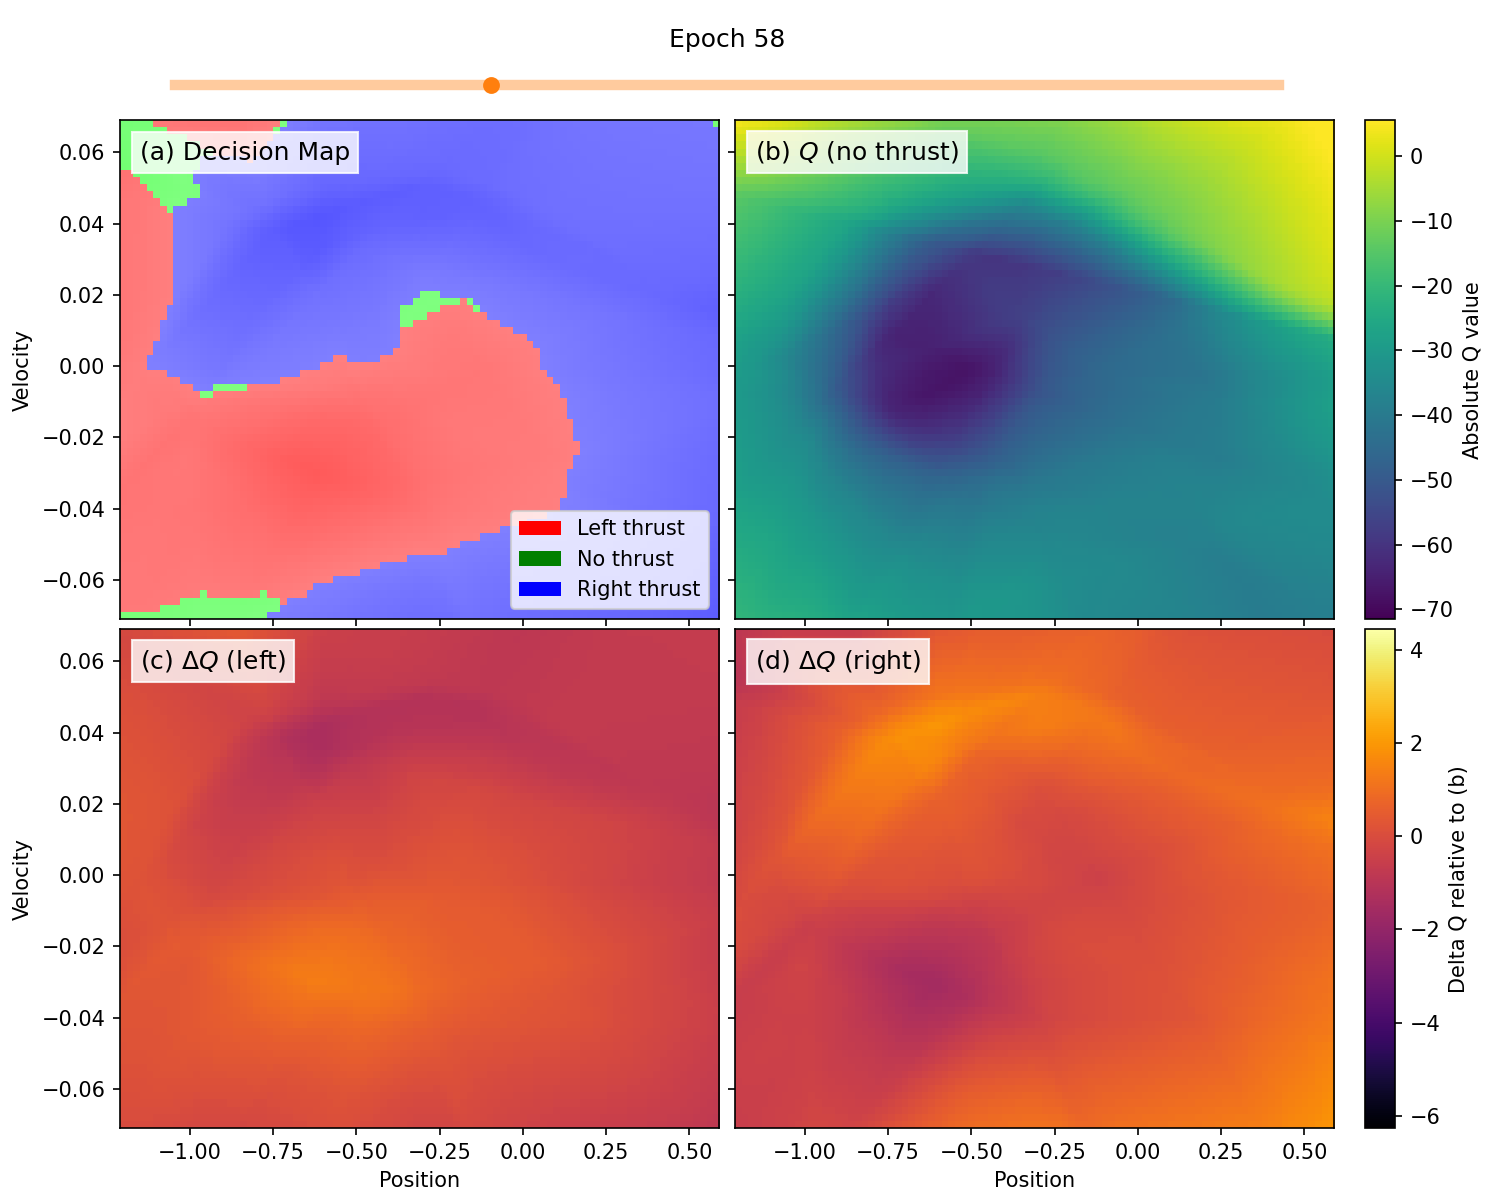 Epoch 58
(a) Decision Map
(b) Q (no thrust)
0.06
0.04
0.02
0.00
−0.02
−0.04
−0.06
Velocity
Left thrust
No thrust
Right thrust
0
−10
−20
−30
−40
−50
−60
−70
Absolute Q value
(c) ΔQ (left)
(d) ΔQ (right)
0.06
0.04
0.02
0.00
−0.02
−0.04
−0.06
Velocity
−1.00 −0.75 −0.50 −0.25 0.00 0.25 0.50
Position
−1.00 −0.75 −0.50 −0.25 0.00 0.25 0.50
Position
4
2
0
−2
−4
−6
Delta Q relative to (b)